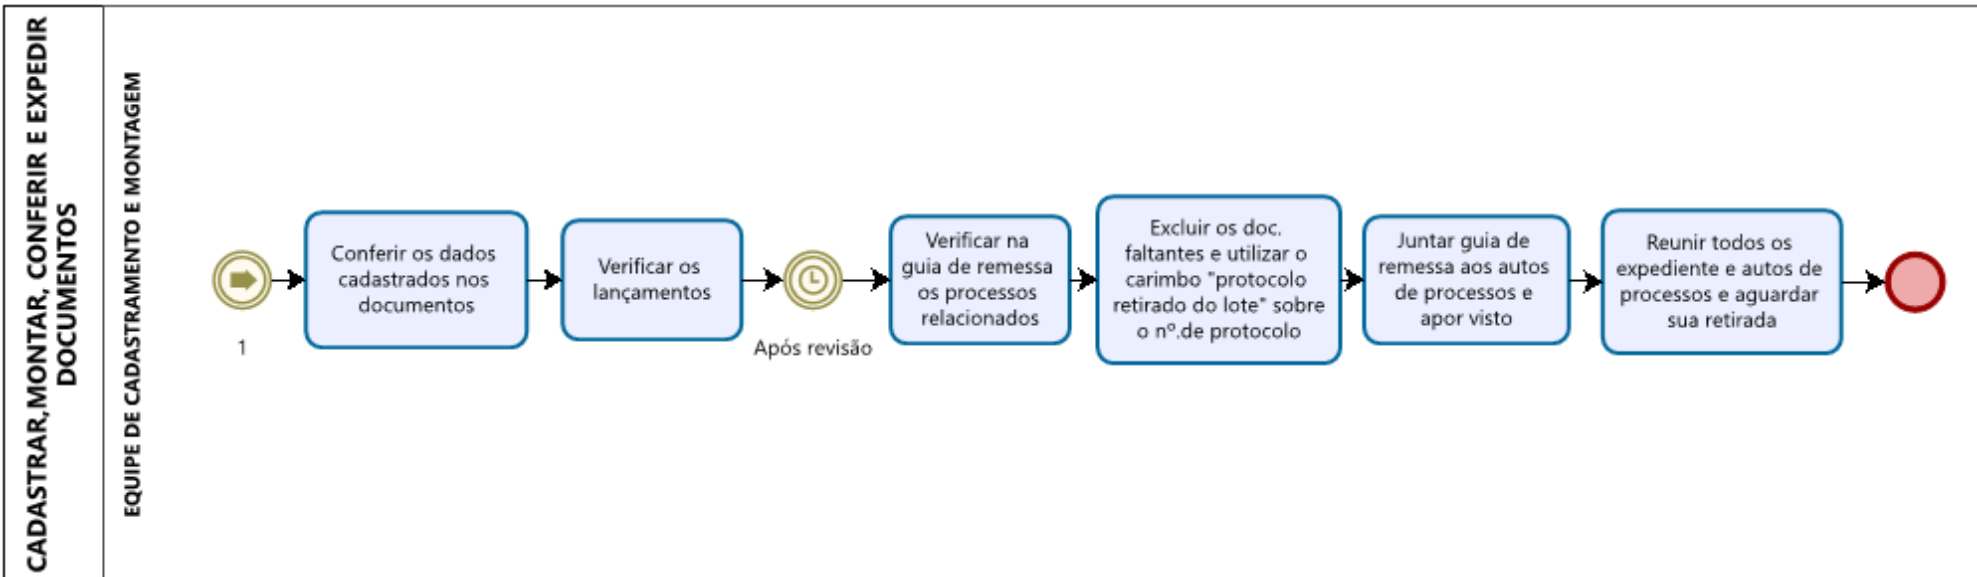 CADASTRAR,MONTAR, CONFERIR E EXPEDIR
DOCUMENTOS
EQUIPE DE CADASTRAMENTO E MONTAGEM
1
Conferir os dados
cadastrados nos
documentos
Verificar os
lançamentos
Após revisão
Verificar na
guia de remessa
os processos
relacionados
Excluir os doc.
faltantes e utilizar o
carimbo "protocolo
retirado do lote" sobre
o nº.de protocolo
Juntar guia de
remessa aos autos
de processos e
apor visto
Reunir todos os
expediente e autos de
processos e aguardar
sua retirada